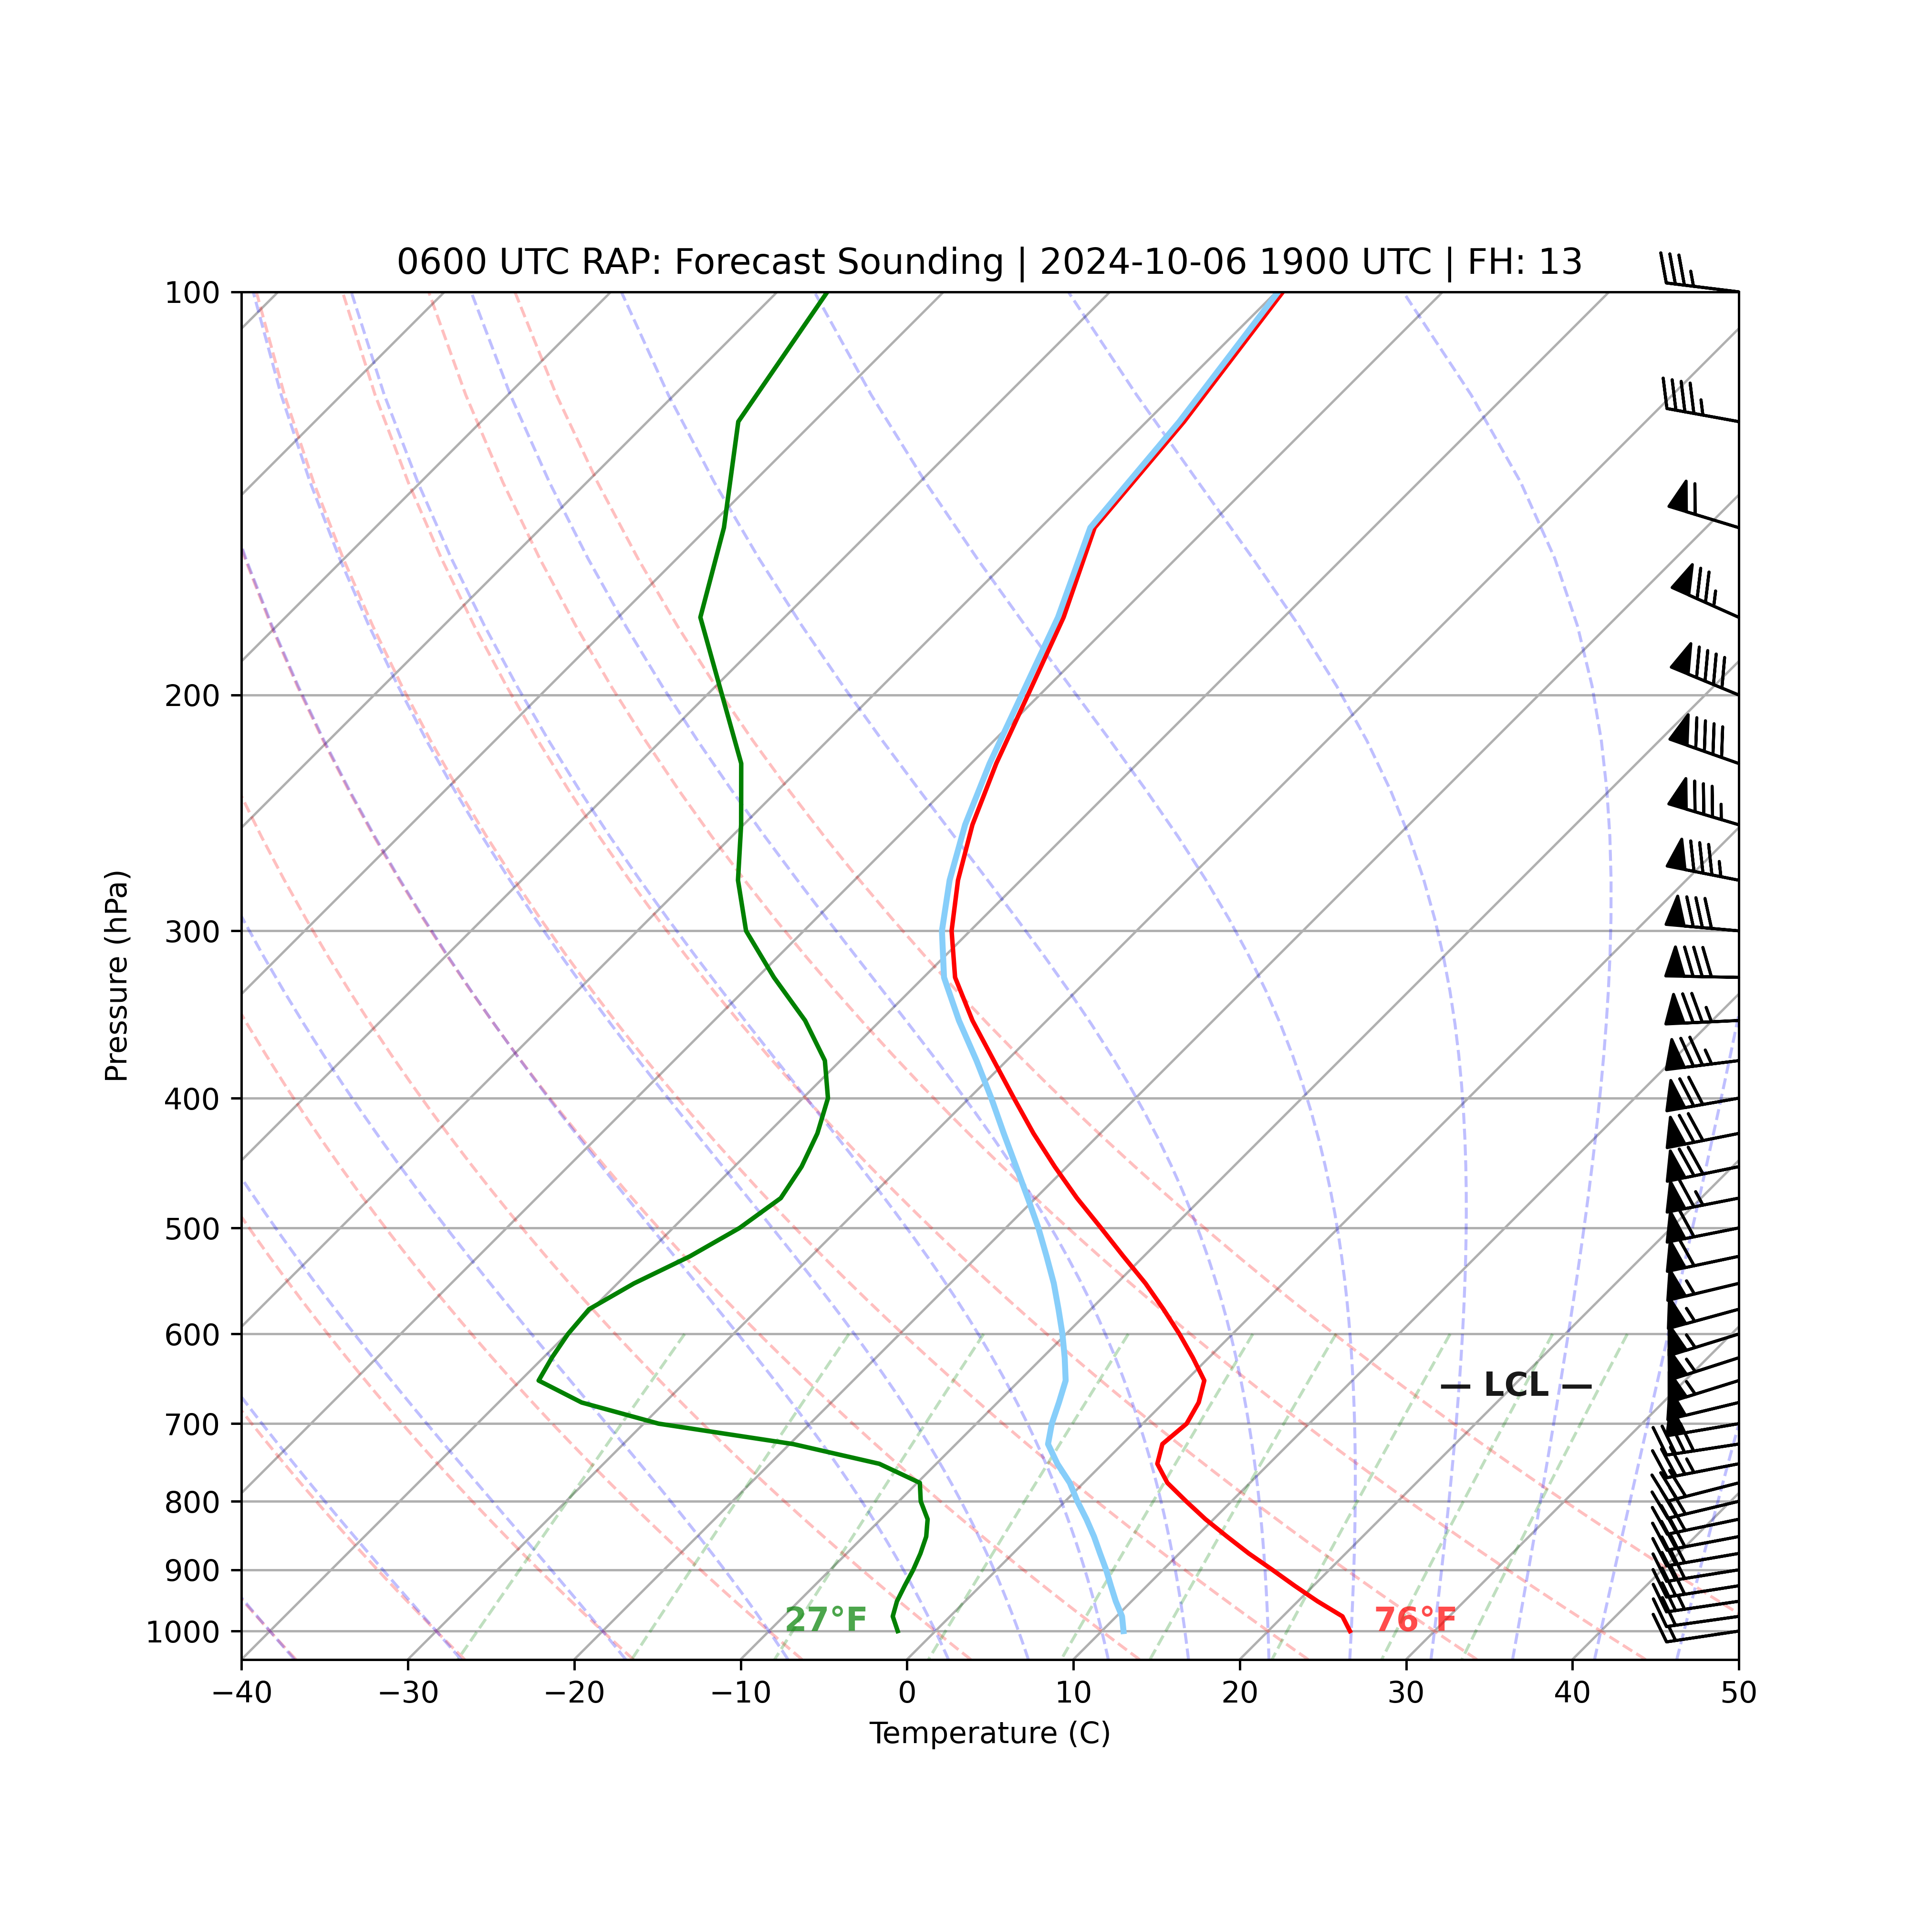 0600 UTC RAP: Forecast Sounding | 2024-10-06 1900 UTC | FH: 13
100
200
300
400
500
600
700
800
900
1000
Pressure (hPa)
— LCL —
27°F
76°F
−40 −30 −20 −10 0 10 20 30 40 50
Temperature (C)